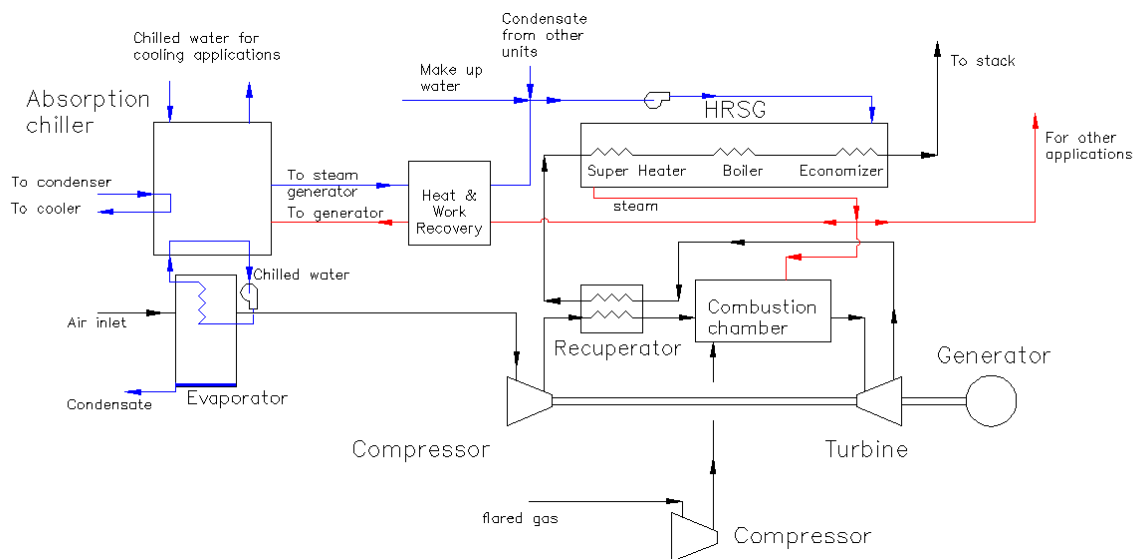 Chilled water for
cooling applications
Condensate
from other
units
Make up
water
To stack
Absorption
chiller
HRSG
For other
applications
Super Heater Boiler Economizer
To condenser
To cooler
To steam
generator
To generator
Heat &
Work
Recovery
steam
Chilled water
Air inlet
Combustion
chamber
Recuperator
Generator
Evaporator
Condensate
Compressor
Turbine
flared gas
Compressor